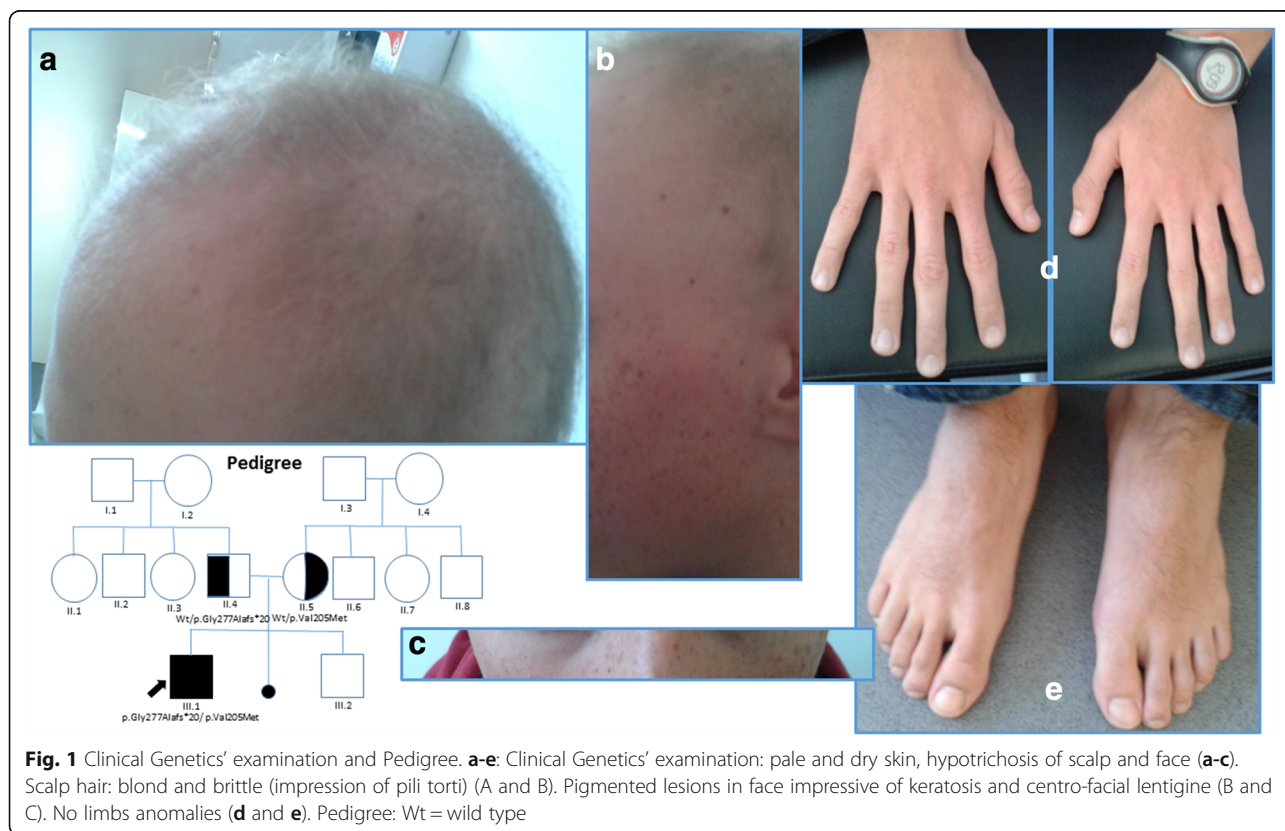 a
b
d
Pedigree
I.1
I.2
I.3
I.4
II.1
II.2
II.3
II.4
II.5
II.6
II.7
II.8
Wt/p.Gly277Alafs*20 Wt/p.Val205Met
c
e
III.1
III.2
p.Gly277Alafs*20/ p.Val205Met
Fig. 1 Clinical Genetics’ examination and Pedigree. a-e: Clinical Genetics’ examination: pale and dry skin, hypotrichosis of scalp and face (a-c).
Scalp hair: blond and brittle (impression of pili torti) (A and B). Pigmented lesions in face impressive of keratosis and centro-facial lentigine (B and
C). No limbs anomalies (d and e). Pedigree: Wt = wild type